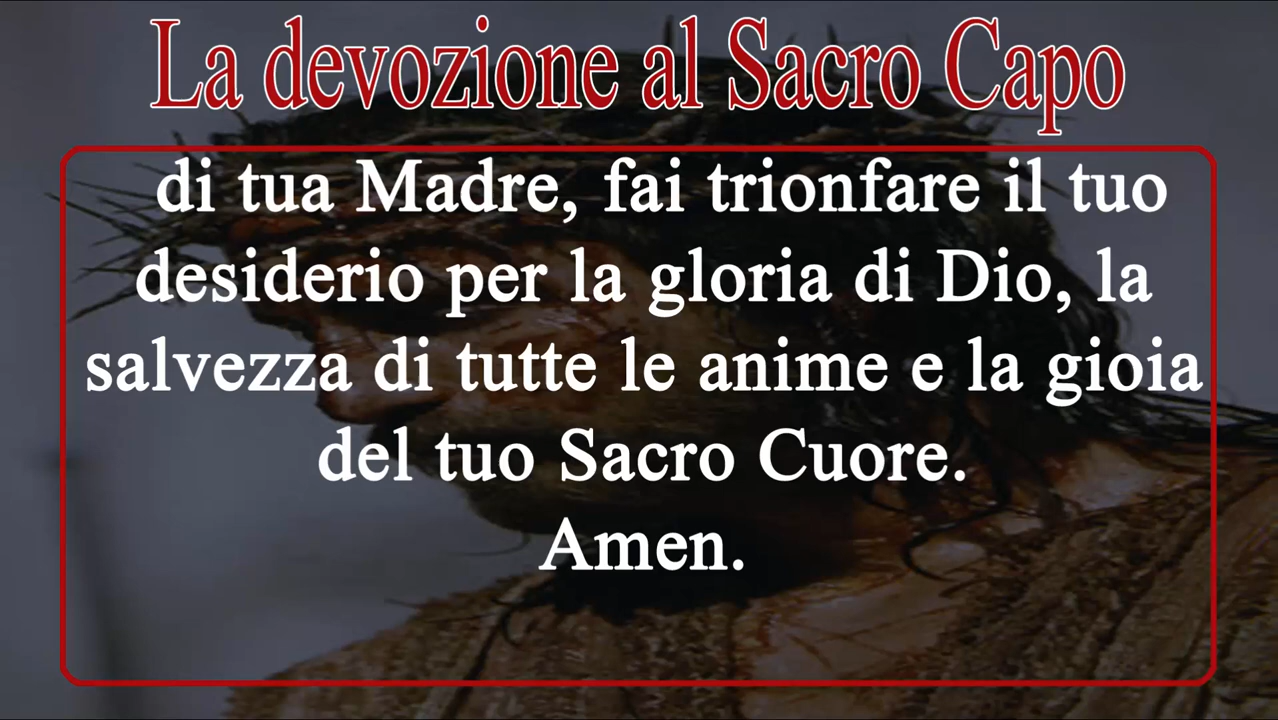 La devozione al Sacro Capo
di tua Madre, fai trionfare il tuo
desiderio per la gloria di Dio, la
salvezza di tutte le anime e la gioia
del tuo Sacro Cuore.
Amen.